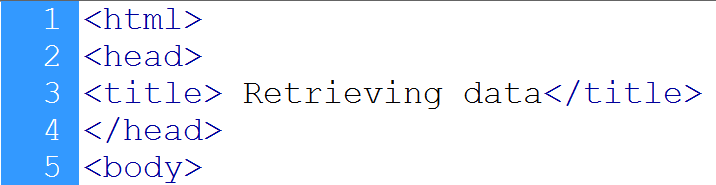 1 <html>
2 <head>
3 <title> Retrieving data</title>
4 </head>
5 <body>